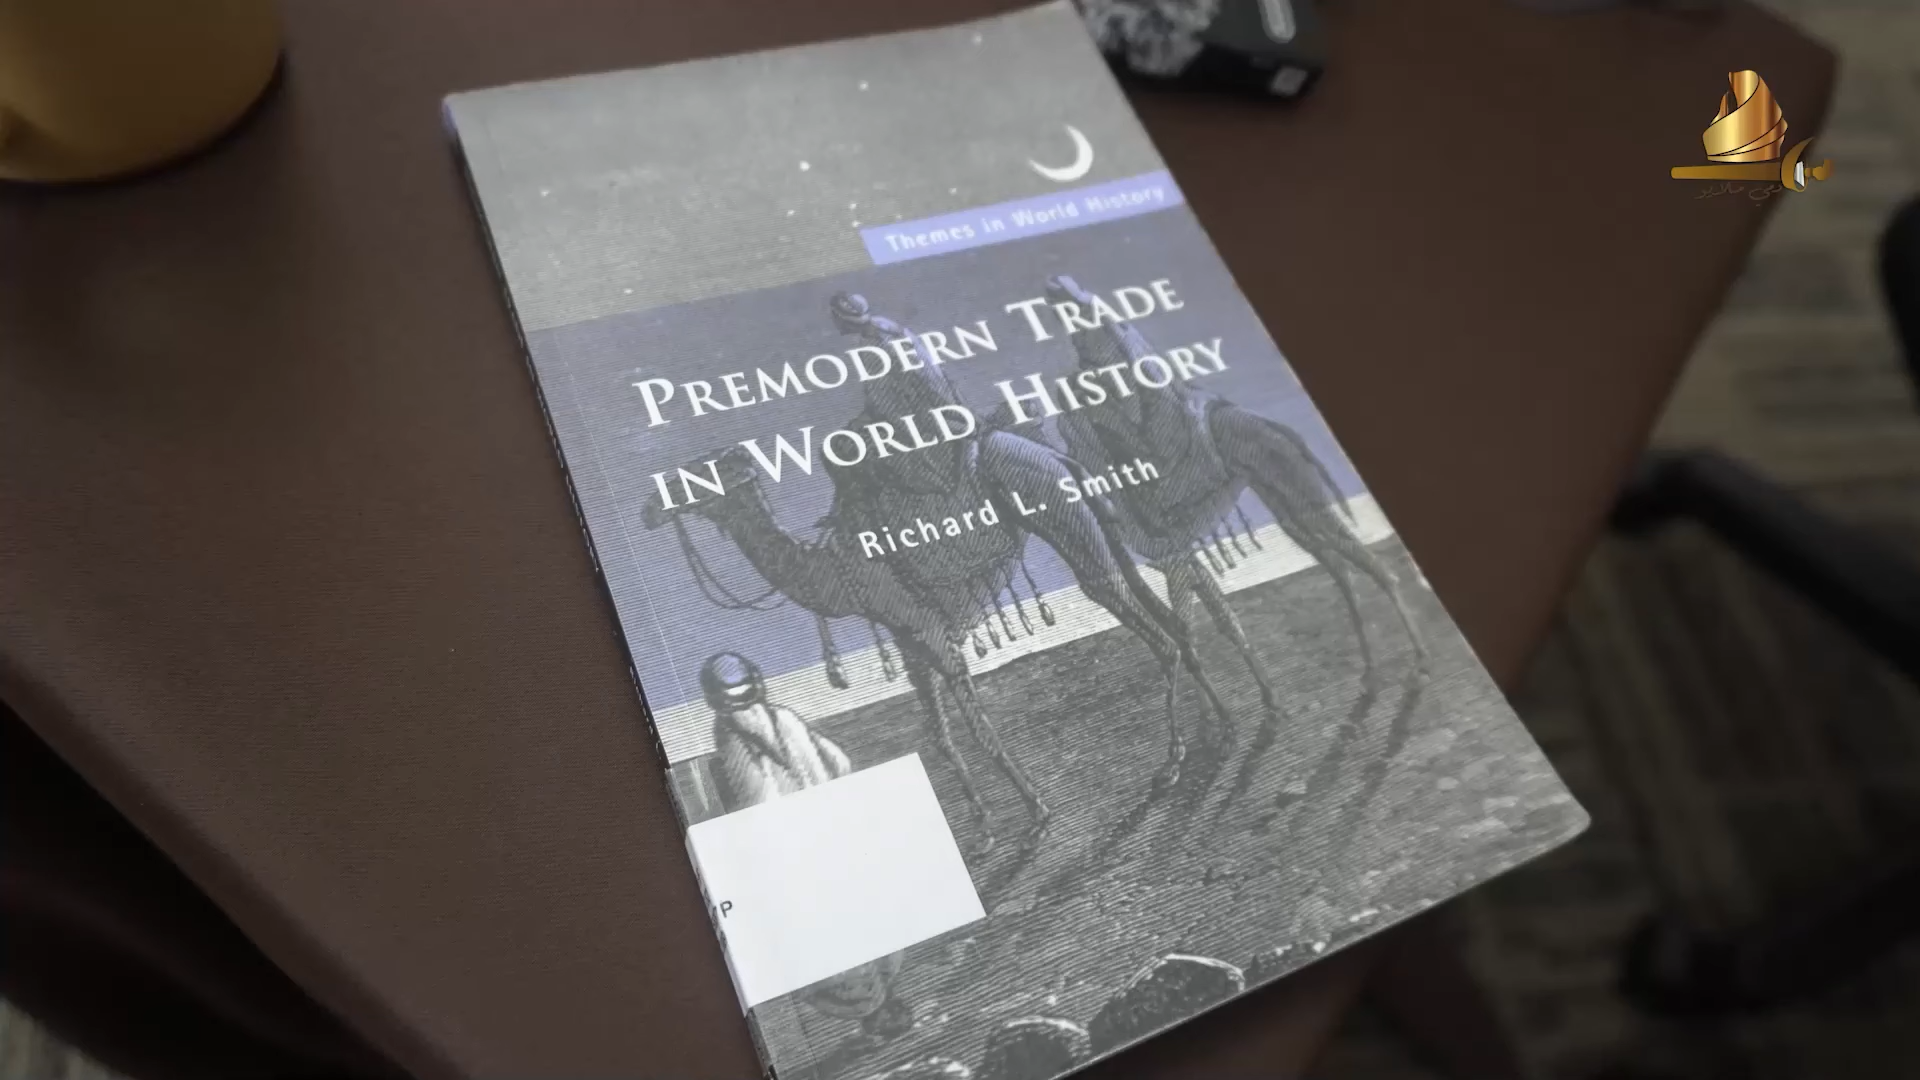 Themes in World History
PREMODERN TRADE
IN WORLD HISTORY
Richard L. Smith
P